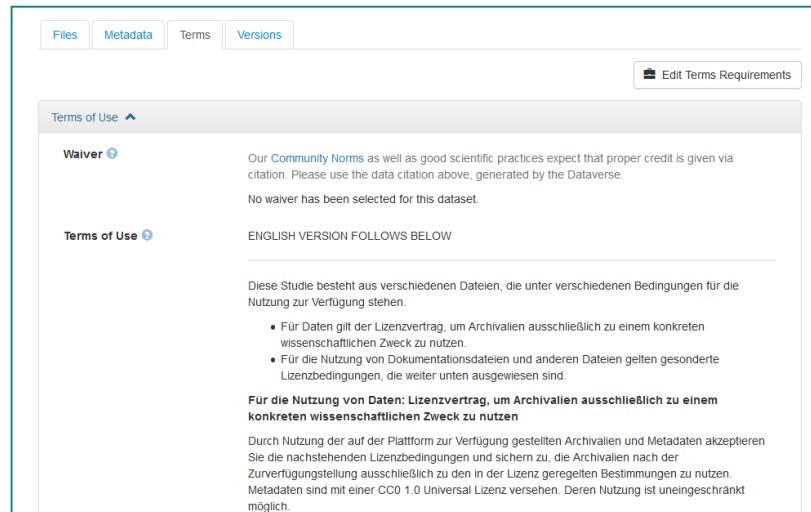 Files Metadata Terms Versions
Edit Terms Requirements
Terms of Use
Waiver
Our Community Norms as well as good scientific practices expect that proper credit is given via
citation. Please use the data citation above, generated by the Dataverse.
No waiver has been selected for this dataset.
Terms of Use
ENGLISH VERSION FOLLOWS BELOW
Diese Studie besteht aus verschiedenen Dateien, die unter verschiedenen Bedingungen für die
Nutzung zur Verfügung stehen.
• Für Daten gilt der Lizenzvertrag, um Archivalien ausschließlich zu einem konkreten
wissenschaftlichen Zweck zu nutzen.
• Für die Nutzung von Dokumentationsdateien und anderen Dateien gelten gesonderte
Lizenzbedingungen, die weiter unten ausgewiesen sind.
Für die Nutzung von Daten: Lizenzvertrag, um Archivalien ausschließlich zu einem
konkreten wissenschaftlichen Zweck zu nutzen
Durch Nutzung der auf der Plattform zur Verfügung gestellten Archivalien und Metadaten akzeptieren
Sie die nachstehenden Lizenzbedingungen und sichern zu, die Archivalien nach der
Zurverfügungstellung ausschließlich zu den in der Lizenz geregelten Bestimmungen zu nutzen.
Metadaten sind mit einer CC0 1.0 Universal Lizenz versehen. Deren Nutzung ist uneingeschränkt
möglich.